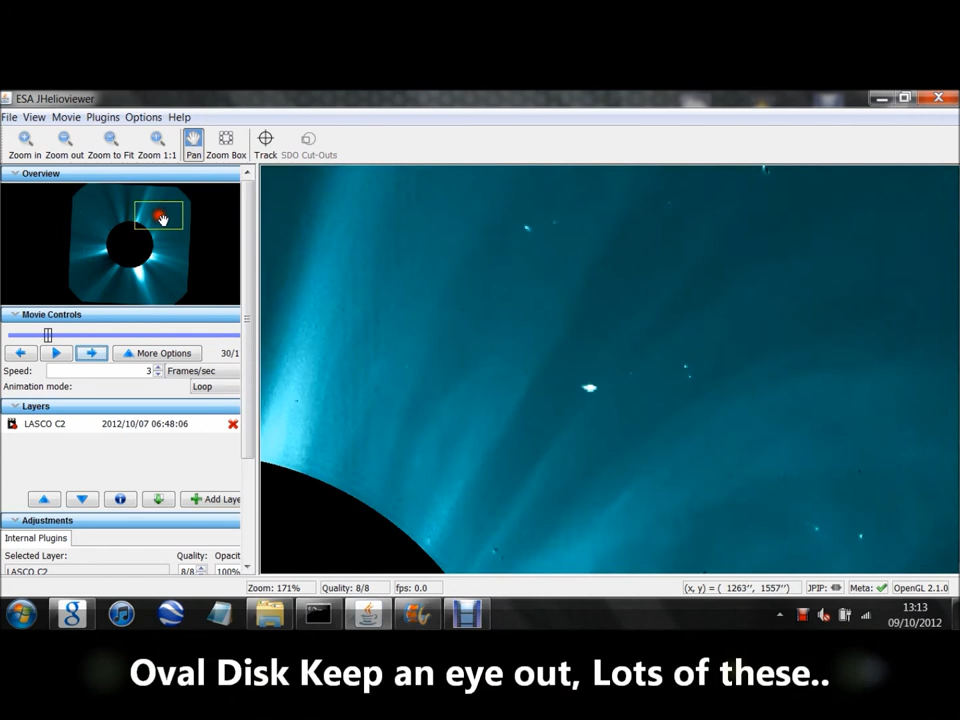 ESA JHelioviewer
File View Movie Plugins Options Help
Zoom in Zoom out Zoom to Fit Zoom 1:1 Pan Zoom Box Track SDO Cut-Outs
Overview
Movie Controls
More Options 30/1
Speed: 3 Frames/sec
Animation mode: Loop
Layers
LASCO C2 2012/10/07 06:48:06
Add Laye
Adjustments
Internal Plugins
Selected Layer: Quality: Opacit
LASCO C2 8/8 100%
Zoom: 171% Quality: 8/8 fps: 0.0 (x, y) = ( 1263'', 1557'') JPIP: Meta: OpenGL 2.1.0
13:13
09/10/2012
Oval Disk Keep an eye out, Lots of these..